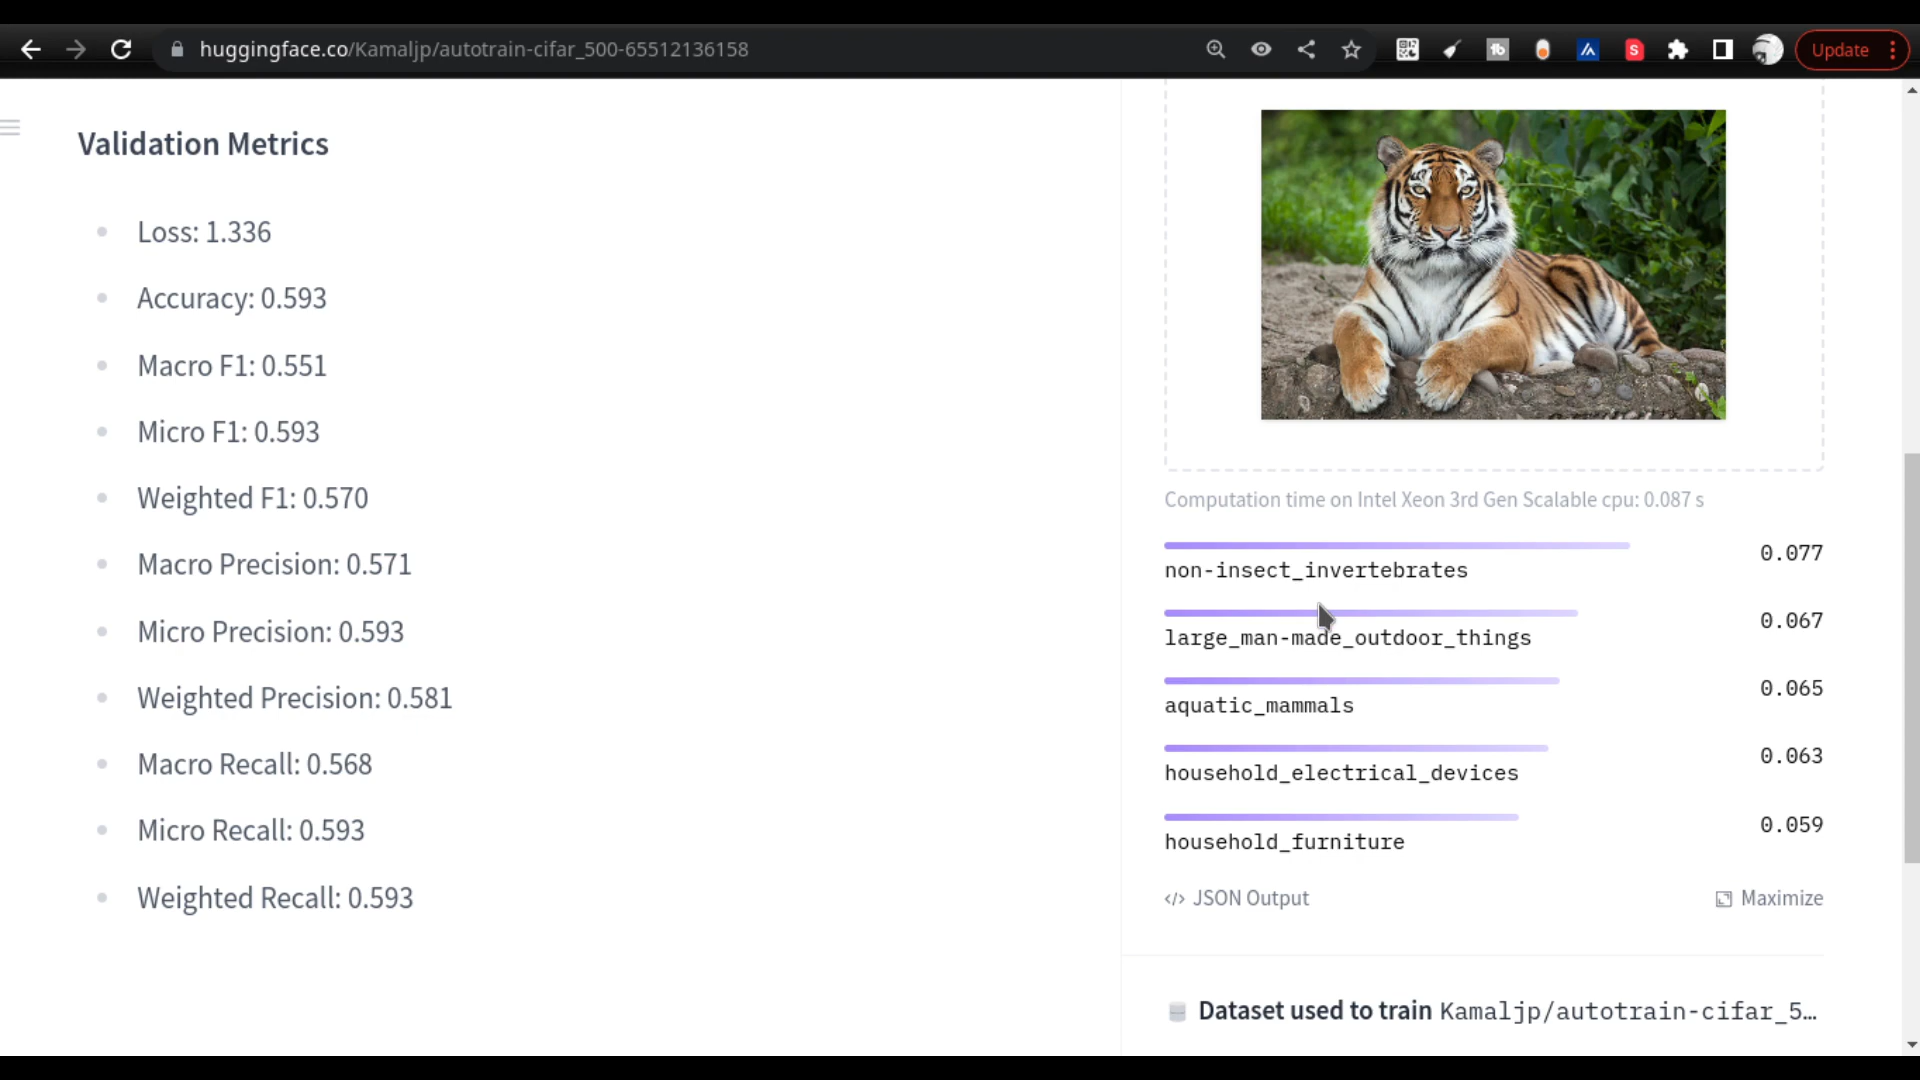 huggingface.co/Kamaljp/autotrain-cifar_500-65512136158
Update
Validation Metrics
Loss: 1.336
Accuracy: 0.593
Macro F1: 0.551
Micro F1: 0.593
Weighted F1: 0.570
Macro Precision: 0.571
Micro Precision: 0.593
Weighted Precision: 0.581
Macro Recall: 0.568
Micro Recall: 0.593
Weighted Recall: 0.593
Computation time on Intel Xeon 3rd Gen Scalable cpu: 0.087 s
non-insect_invertebrates 0.077
large_man-made_outdoor_things 0.067
aquatic_mammals 0.065
household_electrical_devices 0.063
household_furniture 0.059
</> JSON Output Maximize
Dataset used to train Kamaljp/autotrain-cifar_5…